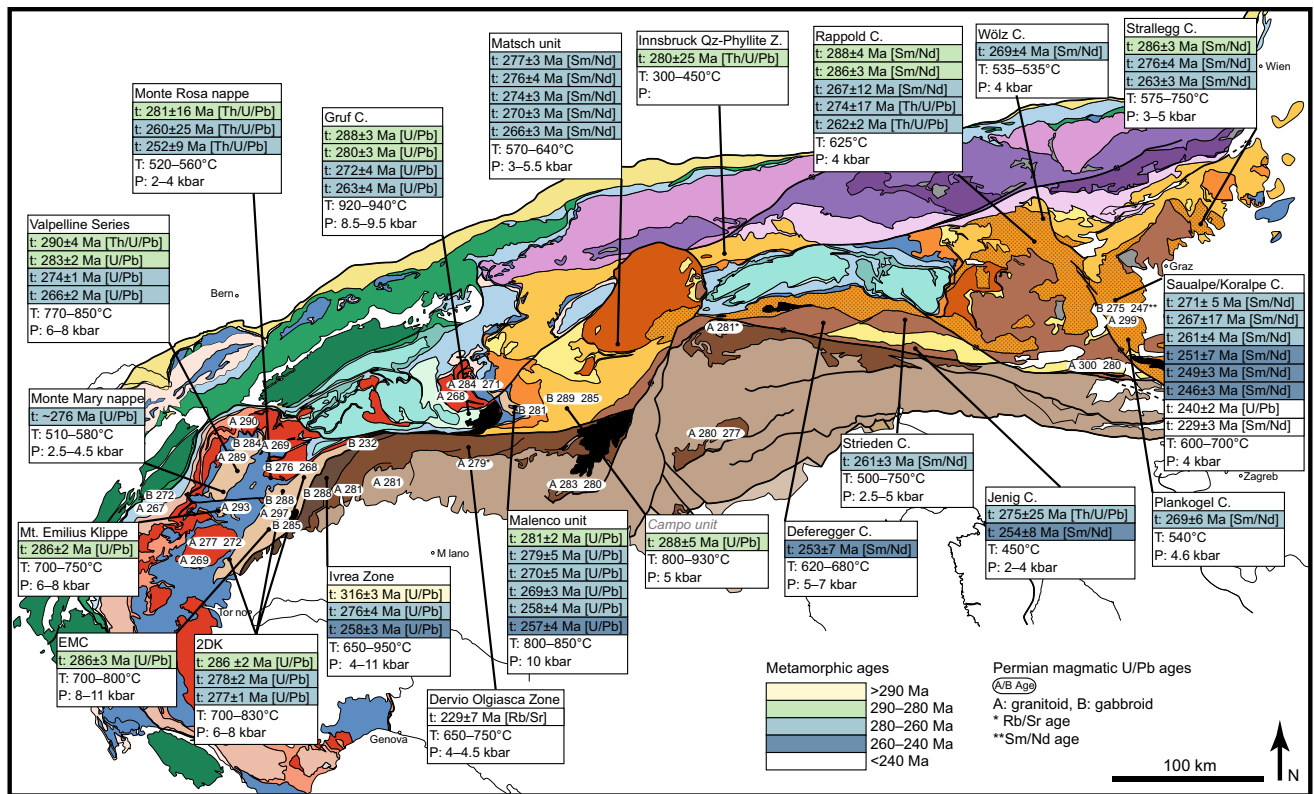 Matsch unit
t: 277±3 Ma [Sm/Nd]
t: 276±4 Ma [Sm/Nd]
t: 274±3 Ma [Sm/Nd]
t: 270±3 Ma [Sm/Nd]
t: 266±3 Ma [Sm/Nd]
T: 570–640°C
P: 3–5.5 kbar
Innsbruck Qz-Phyllite Z.
t: 280±25 Ma [Th/U/Pb]
T: 300–450°C
P:
Rappold C.
t: 288±4 Ma [Sm/Nd]
t: 286±3 Ma [Sm/Nd]
t: 267±12 Ma [Sm/Nd]
t: 274±17 Ma [Th/U/Pb]
t: 262±2 Ma [Th/U/Pb]
T: 625°C
P: 4 kbar
Wölz C.
t: 269±4 Ma [Sm/Nd]
T: 535–535°C
P: 4 kbar
Strallegg C.
t: 286±3 Ma [Sm/Nd]
t: 276±4 Ma [Sm/Nd]
t: 263±3 Ma [Sm/Nd]
T: 575–750°C
P: 3–5 kbar
Wien
Monte Rosa nappe
t: 281±16 Ma [Th/U/Pb]
t: 260±25 Ma [Th/U/Pb]
t: 252±9 Ma [Th/U/Pb]
T: 520–560°C
P: 2–4 kbar
Gruf C.
t: 288±3 Ma [U/Pb]
t: 280±3 Ma [U/Pb]
t: 272±4 Ma [U/Pb]
t: 263±4 Ma [U/Pb]
T: 920–940°C
P: 8.5–9.5 kbar
Valpelline Series
t: 290±4 Ma [Th/U/Pb]
t: 283±2 Ma [U/Pb]
t: 274±1 Ma [U/Pb]
t: 266±2 Ma [U/Pb]
T: 770–850°C
P: 6–8 kbar
Bern
Graz
Saualpe/Koralpe C.
t: 271± 5 Ma [Sm/Nd]
t: 267±17 Ma [Sm/Nd]
t: 261±4 Ma [Sm/Nd]
t: 251±7 Ma [Sm/Nd]
t: 249±3 Ma [Sm/Nd]
t: 246±3 Ma [Sm/Nd]
t: 240±2 Ma [U/Pb]
t: 229±3 Ma [Sm/Nd]
T: 600–700°C
P: 4 kbar
B 275 247**
A 299
A 281*
A 300 280
A 284 271
A 268
B 281
B 289 285
Monte Mary nappe
t: ~276 Ma [U/Pb]
T: 510–580°C
P: 2.5–4.5 kbar
A 290
B 284
A 269
A 289
B 232
B 276 268
A 280 277
A 279*
A 283 280
B 272
A 267
A 293
B 288
A 297
B 285
B 288
A 281
A 281
A 277 272
A 269
Strieden C.
t: 261±3 Ma [Sm/Nd]
T: 500–750°C
P: 2.5–5 kbar
Zagreb
Mt. Emilius Klippe
t: 286±2 Ma [U/Pb]
T: 700–750°C
P: 6–8 kbar
M lano
Malenco unit
t: 281±2 Ma [U/Pb]
t: 279±5 Ma [U/Pb]
t: 270±5 Ma [U/Pb]
t: 269±3 Ma [U/Pb]
t: 258±4 Ma [U/Pb]
t: 257±4 Ma [U/Pb]
T: 800–850°C
P: 10 kbar
Campo unit
t: 288±5 Ma [U/Pb]
T: 800–930°C
P: 5 kbar
Deferegger C.
t: 253±7 Ma [Sm/Nd]
T: 620–680°C
P: 5–7 kbar
Jenig C.
t: 275±25 Ma [Th/U/Pb]
t: 254±8 Ma [Sm/Nd]
T: 450°C
P: 2–4 kbar
Plankogel C.
t: 269±6 Ma [Sm/Nd]
T: 540°C
P: 4.6 kbar
Ivrea Zone
t: 316±3 Ma [U/Pb]
t: 276±4 Ma [U/Pb]
t: 258±3 Ma [U/Pb]
T: 650–950°C
P: 4–11 kbar
Tor no
EMC
t: 286±3 Ma [U/Pb]
T: 700–800°C
P: 8–11 kbar
2DK
t: 286 ±2 Ma [U/Pb]
t: 278±2 Ma [U/Pb]
t: 277±1 Ma [U/Pb]
T: 700–830°C
P: 6–8 kbar
Dervio Olgiasca Zone
t: 229±7 Ma [Rb/Sr]
T: 650–750°C
P: 4–4.5 kbar
Genova
Metamorphic ages
>290 Ma
290–280 Ma
280–260 Ma
260–240 Ma
<240 Ma
Permian magmatic U/Pb ages
A/B Age
A: granitoid, B: gabbroid
* Rb/Sr age
**Sm/Nd age
100 km
N